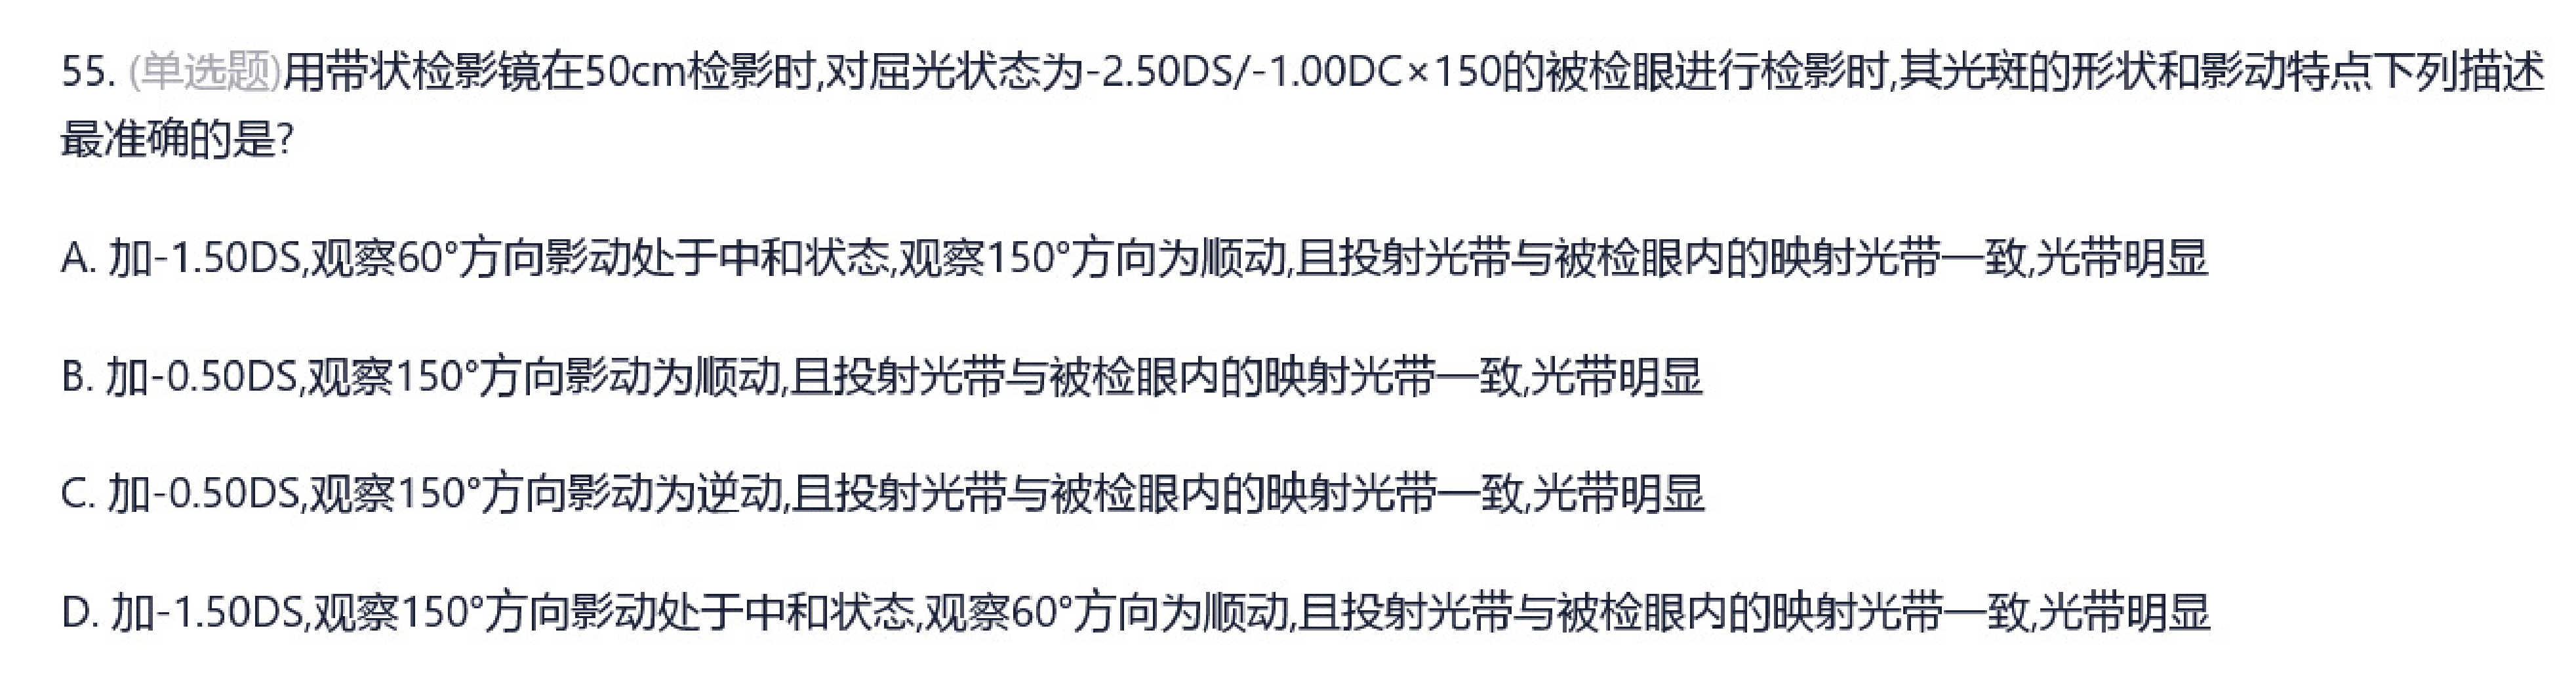 55. (单选题)用带状检影镜在50cm检影时,对屈光状态为-2.50DS/-1.00DC×150的被检眼进行检影时,其光斑的形状和影动特点下列描述
最准确的是?
A. 加-1.50DS,观察60°方向影动处于中和状态,观察150°方向为顺动,且投射光带与被检眼内的映射光带一致,光带明显
B. 加-0.50DS,观察150°方向影动为顺动,且投射光带与被检眼内的映射光带一致,光带明显
C. 加-0.50DS,观察150°方向影动为逆动,且投射光带与被检眼内的映射光带一致,光带明显
D. 加-1.50DS,观察150°方向影动处于中和状态,观察60°方向为顺动,且投射光带与被检眼内的映射光带一致,光带明显